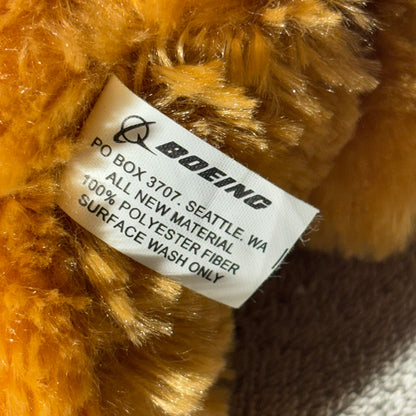 BOEING
PO BOX 3707. SEATTLE. WA
ALL NEW MATERIAL
100% POLYESTER FIBER
SURFACE WASH ONLY